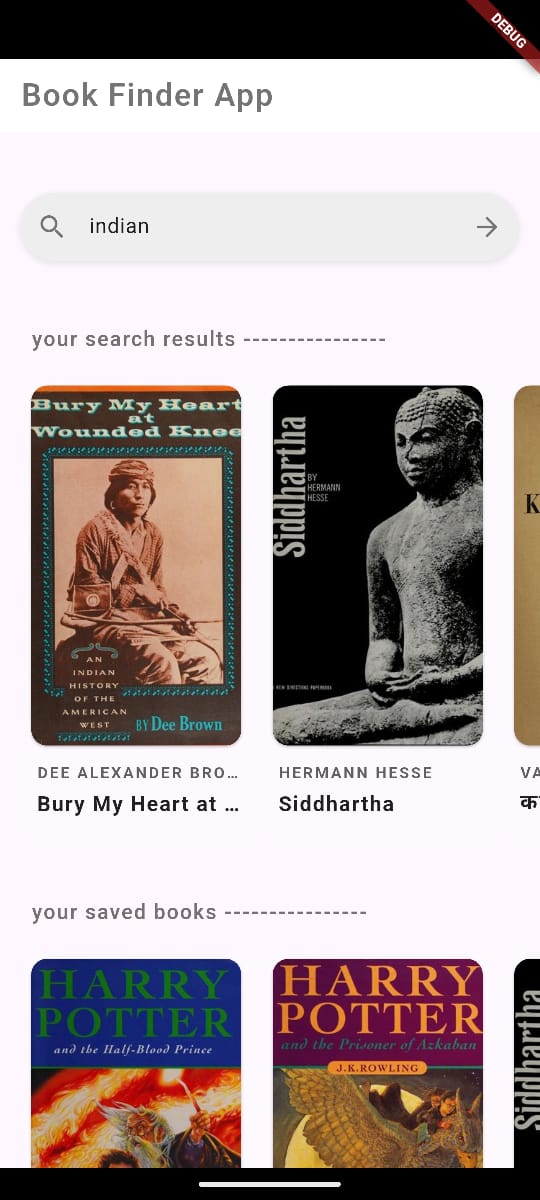 DEBUG
Book Finder App
indian
your search results ----------------
Bury My Heart
at
Wounded Knee
AN
INDIAN
HISTORY
OF THE
AMERICAN
WEST
BY Dee Brown
Siddhartha
BY
HERMANN
HESSE
A NEW DIRECTIONS PAPERBOOK
K
DEE ALEXANDER BRO…
Bury My Heart at …
HERMANN HESSE
Siddhartha
VA
क
your saved books ----------------
HARRY
POTTER
and the Half-Blood Prince
HARRY
POTTER
and the Prisoner of Azkaban
J.K.ROWLING
Siddhartha